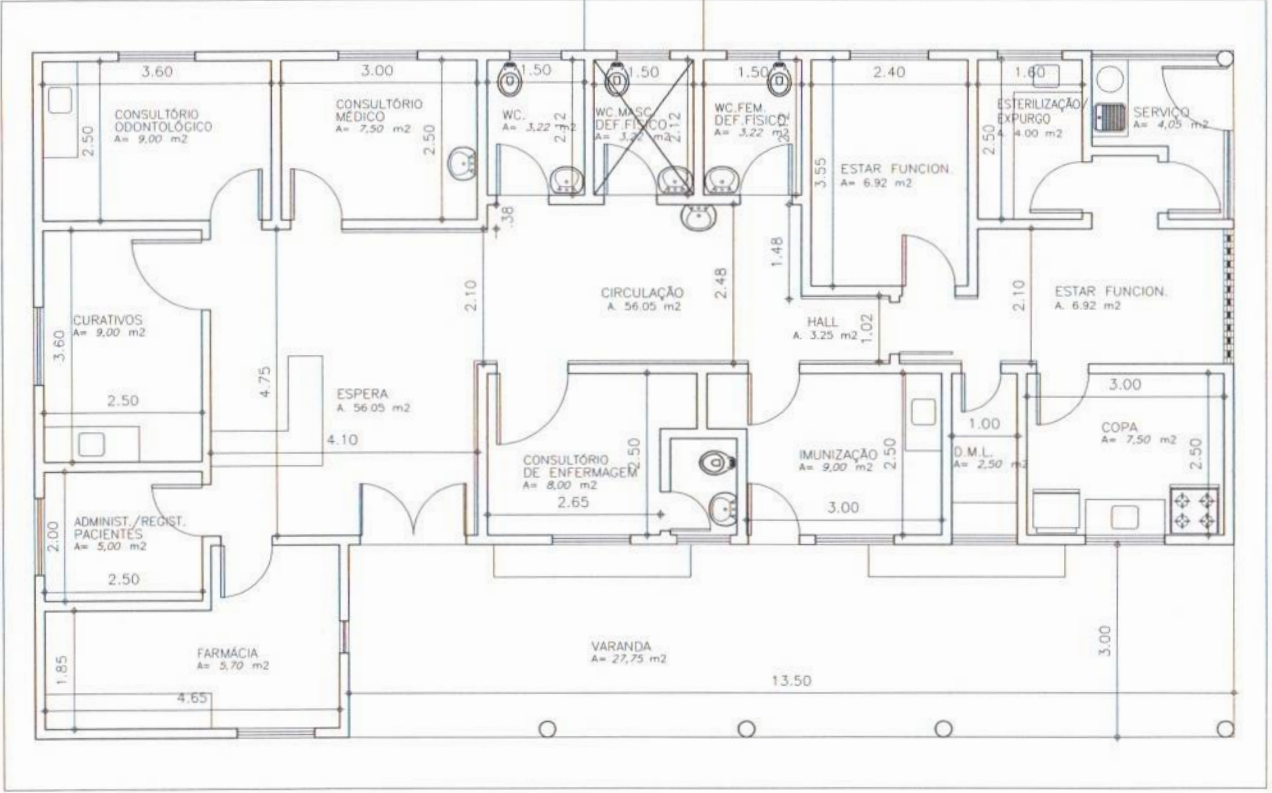 3.60
CONSULTÓRIO
ODONTOLÓGICO
A= 9,00 m2
2.50
3.00
CONSULTÓRIO
MÉDICO
A= 7,50 m2
2.50
1.50
WC.
A= 3,22 m2
2.12
1.50
WC.MASC.
DEF.FÍSICO
A= 3,22 m2
2.12
1.50
WC.FEM.
DEF.FÍSICO
A= 3,22 m2
2.40
ESTAR FUNCION.
A= 6.92 m2
3.55
1.60
ESTERILIZAÇÃO/
EXPURGO
A. 4.00 m2
2.50
SERVIÇO
A= 4,05 m2
.38
2.10
CIRCULAÇÃO
A. 56.05 m2
2.48
1.48
HALL
A. 3.25 m2
1.02
2.10
ESTAR FUNCION.
A. 6.92 m2
CURATIVOS
A= 9,00 m2
3.60
2.50
4.75
ESPERA
A. 56.05 m2
4.10
CONSULTÓRIO
DE ENFERMAGEM
A= 8,00 m2
2.50
2.65
IMUNIZAÇÃO
A= 9,00 m2
2.50
3.00
1.00
D.M.L.
A= 2,50 m2
3.00
COPA
A= 7,50 m2
2.50
ADMINIST./REGIST.
PACIENTES
A= 5,00 m2
2.00
2.50
FARMÁCIA
A= 5,70 m2
1.85
4.65
VARANDA
A= 27,75 m2
13.50
3.00